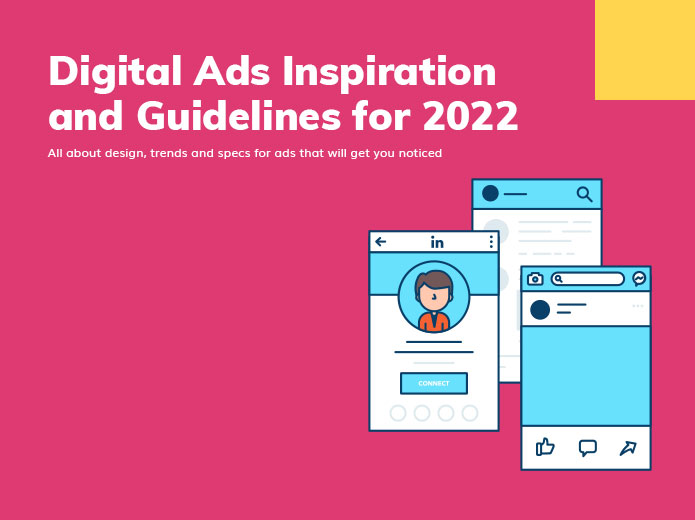 Digital Ads Inspiration
and Guidelines for 2022
All about design, trends and specs for ads that will get you noticed
in
CONNECT